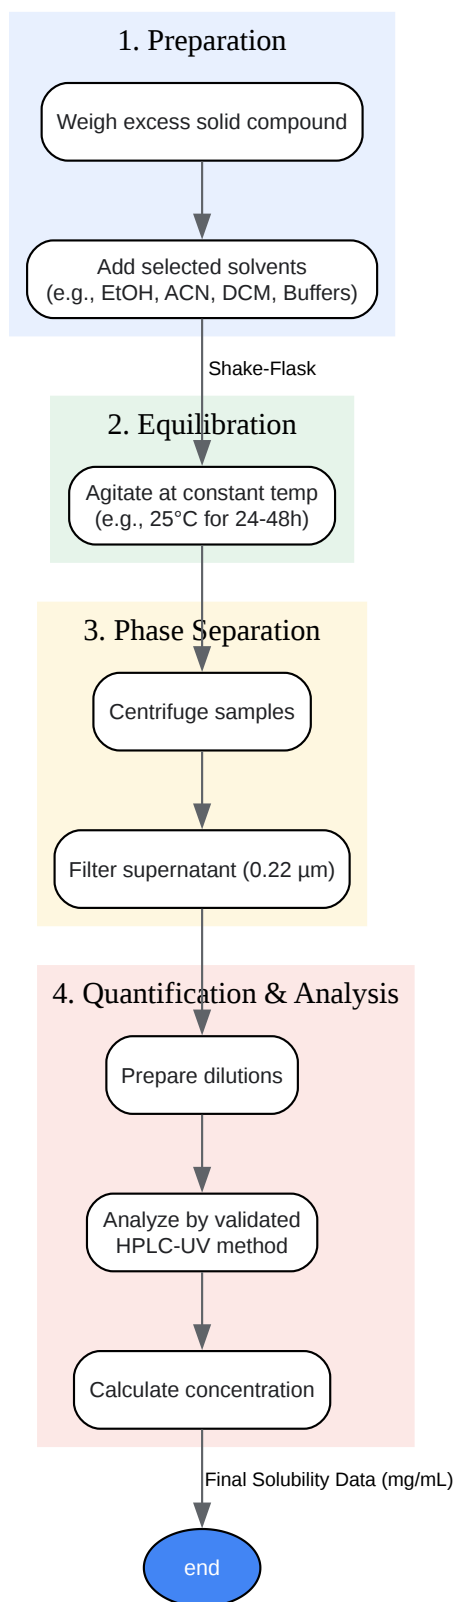 1. Preparation
Weigh excess solid compound
Add selected solvents
(e.g., EtOH, ACN, DCM, Buffers)
Shake-Flask
2. Equilibration
Agitate at constant temp
(e.g., 25°C for 24-48h)
3. Phase Separation
Centrifuge samples
Filter supernatant (0.22 µm)
4. Quantification & Analysis
Prepare dilutions
Analyze by validated
HPLC-UV method
Calculate concentration
Final Solubility Data (mg/mL)
end